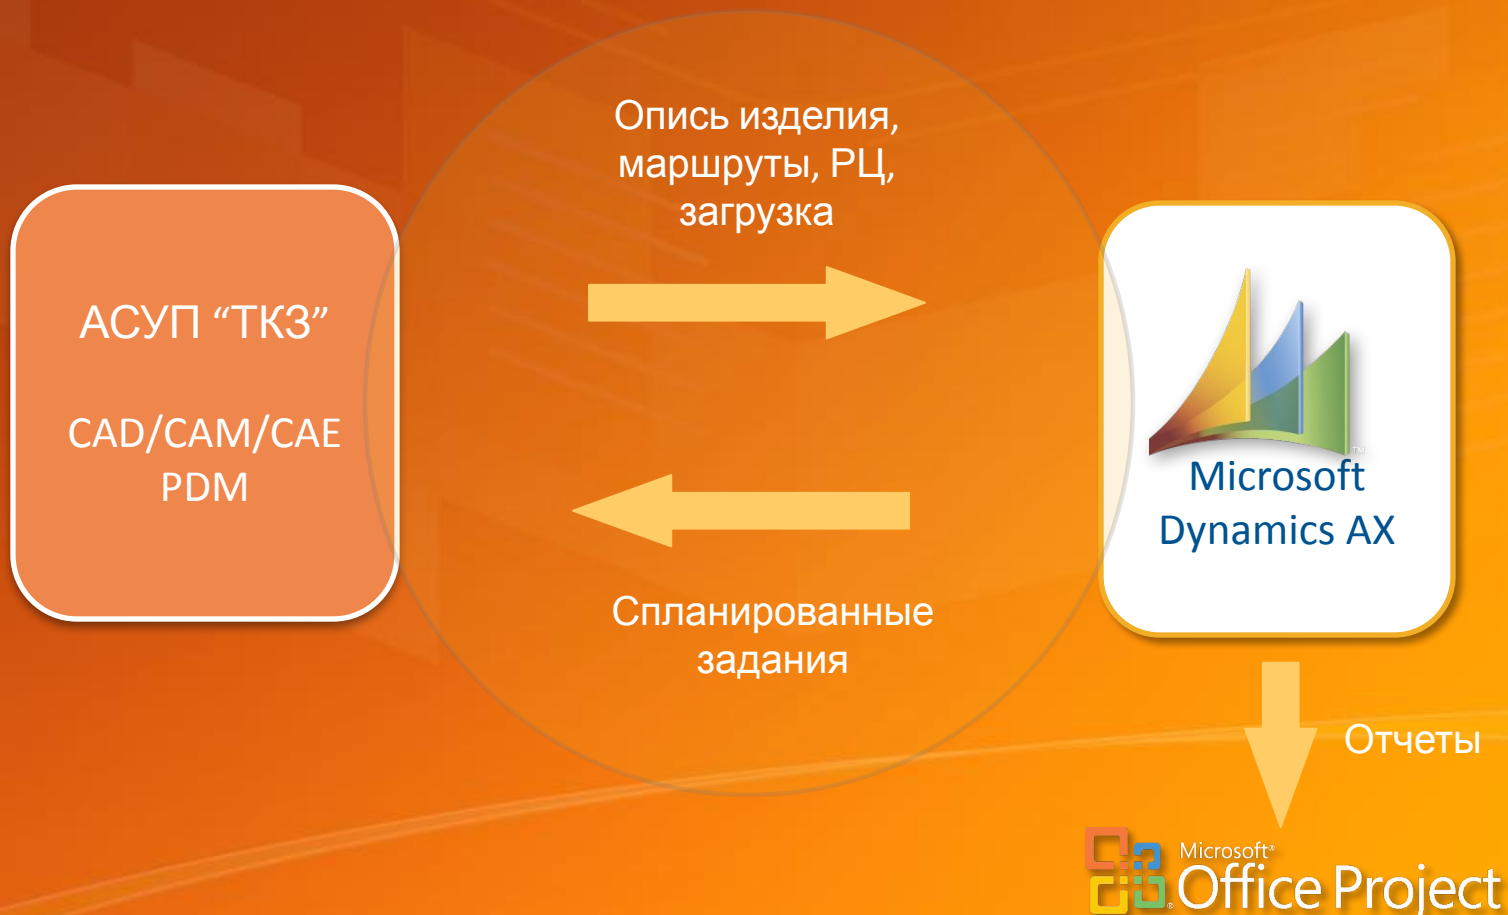 Опись изделия,
маршруты, РЦ,
загрузка
АСУП “ТКЗ”
CAD/CAM/CAE
PDM
™
Microsoft
Dynamics AX
Спланированные
задания
Отчеты
Microsoft®
Office Project